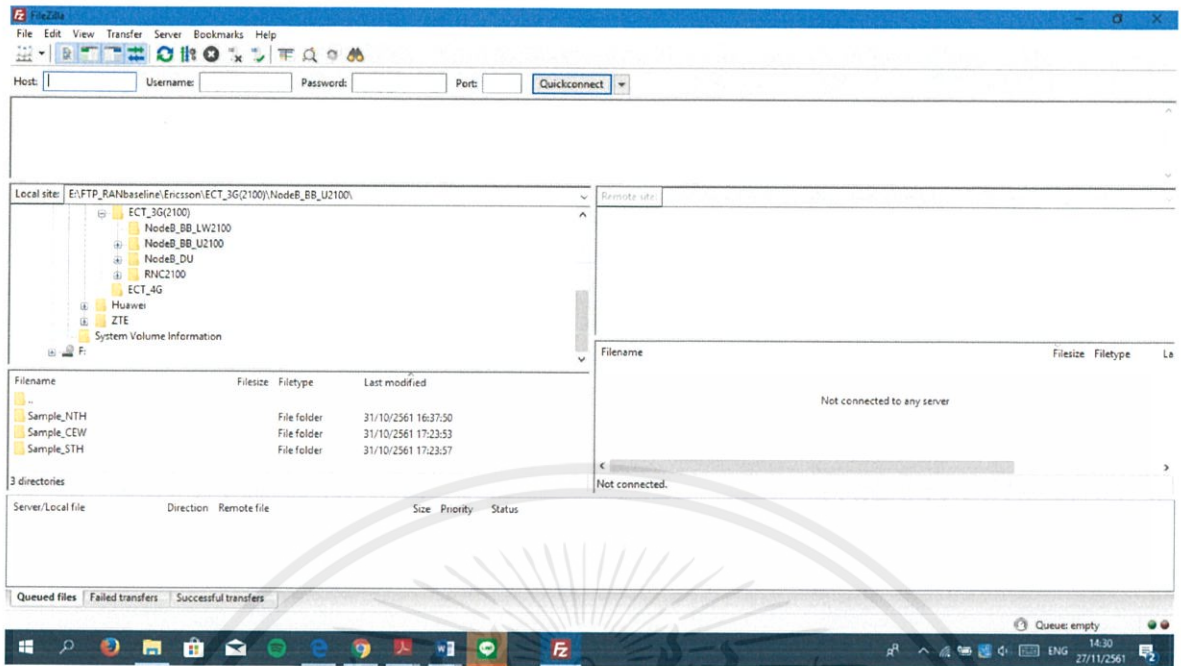 FileZilla
File Edit View Transfer Server Bookmarks Help
Host: Username: Password: Port: Quickconnect
Local site: E:\FTP_RANbaseline\Ericsson\ECT_3G(2100)\NodeB_BB_U2100\
Remote site:
ECT_3G(2100)
NodeB_BB_LW2100
NodeB_BB_U2100
NodeB_DU
RNC2100
ECT_4G
Huawei
ZTE
System Volume Information
F:
Filename Filesize Filetype Last modified
..
Sample_NTH File folder 31/10/2561 16:37:50
Sample_CEW File folder 31/10/2561 17:23:53
Sample_STH File folder 31/10/2561 17:23:57
3 directories
Filename Filesize Filetype La
Not connected to any server
Not connected.
Server/Local file Direction Remote file Size Priority Status
Queued files Failed transfers Successful transfers
Queue: empty
ENG 14:30
27/11/2561